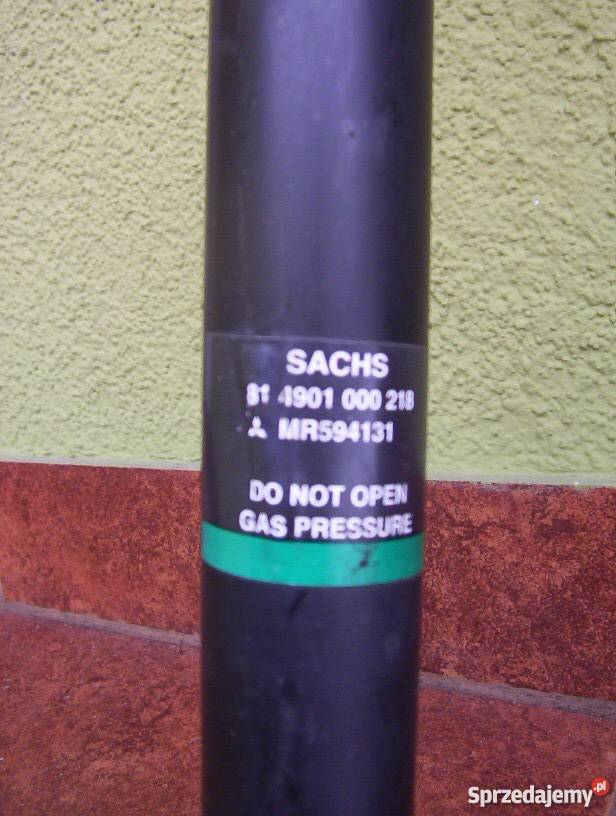 SACHS
81 4901 000 218
MR594131
DO NOT OPEN
GAS PRESSURE
Sprzedajemy.pl